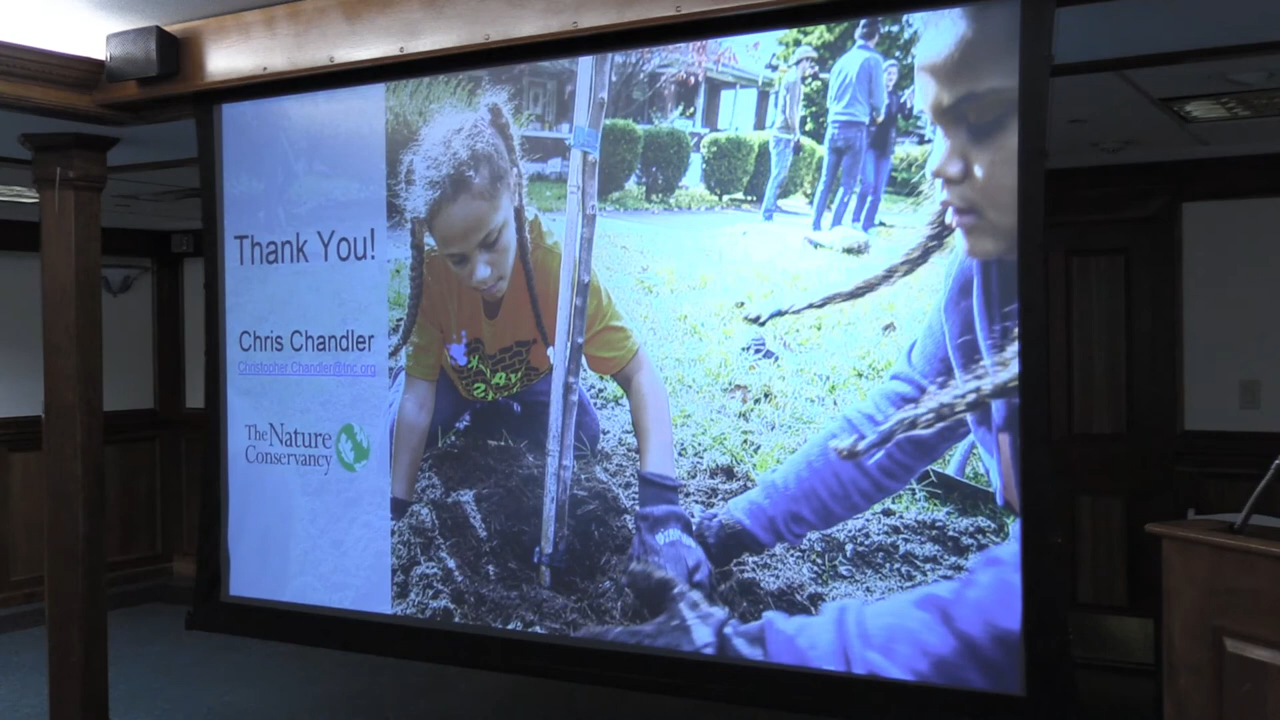 Thank You!
Chris Chandler
Christopher.Chandler@tnc.org
The Nature
Conservancy